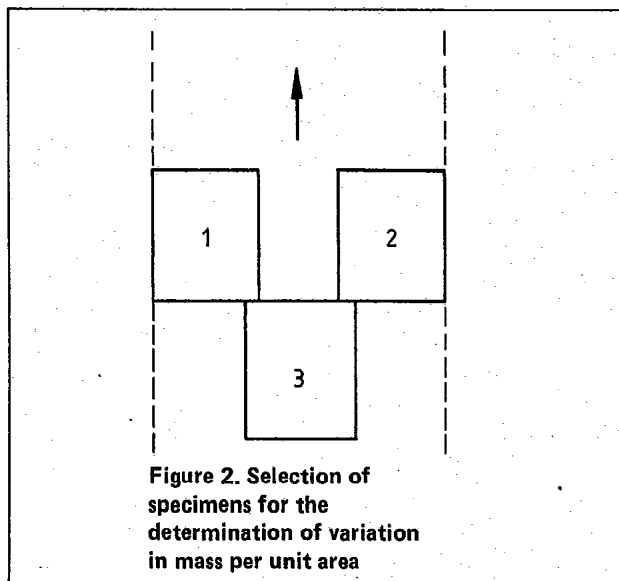 1
2
3
Figure 2. Selection of
specimens for the
determination of variation
in mass per unit area